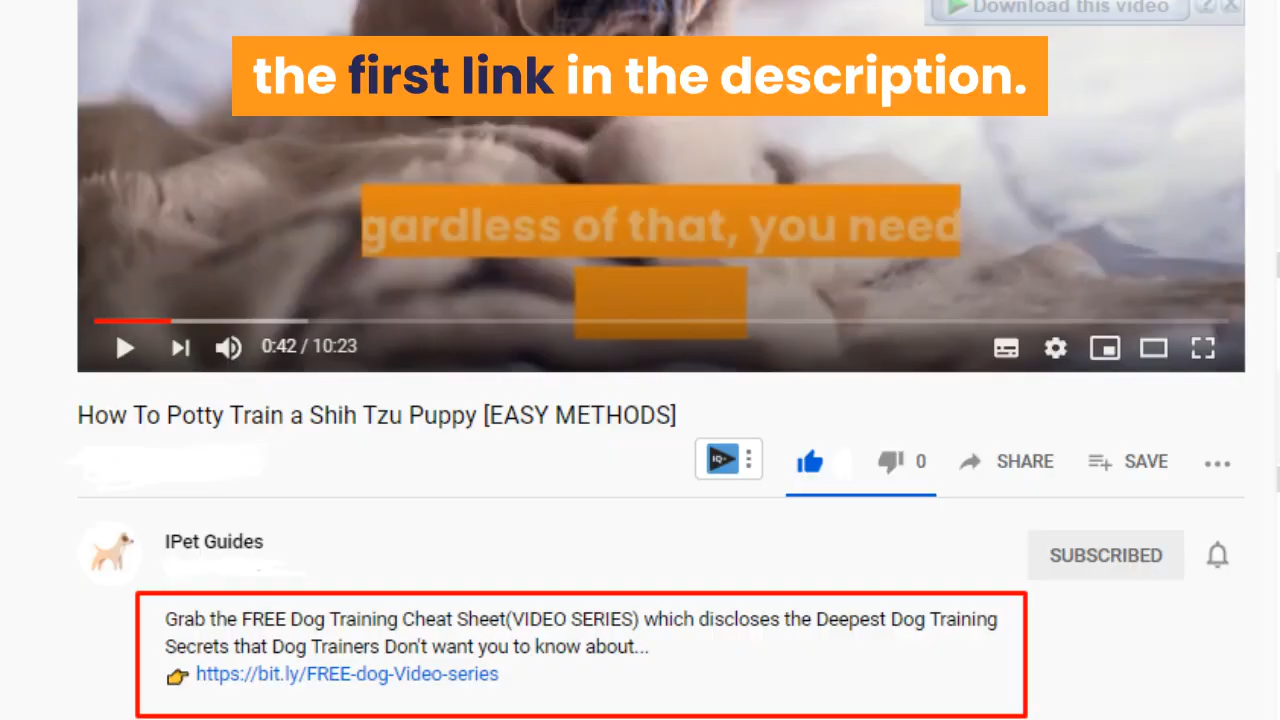 Download this video
the first link in the description.
gardless of that, you need
0:42 / 10:23
How To Potty Train a Shih Tzu Puppy [EASY METHODS]
IQ
0
SHARE
SAVE
IPet Guides
SUBSCRIBED
Grab the FREE Dog Training Cheat Sheet(VIDEO SERIES) which discloses the Deepest Dog Training
Secrets that Dog Trainers Don't want you to know about...
https://bit.ly/FREE-dog-Video-series